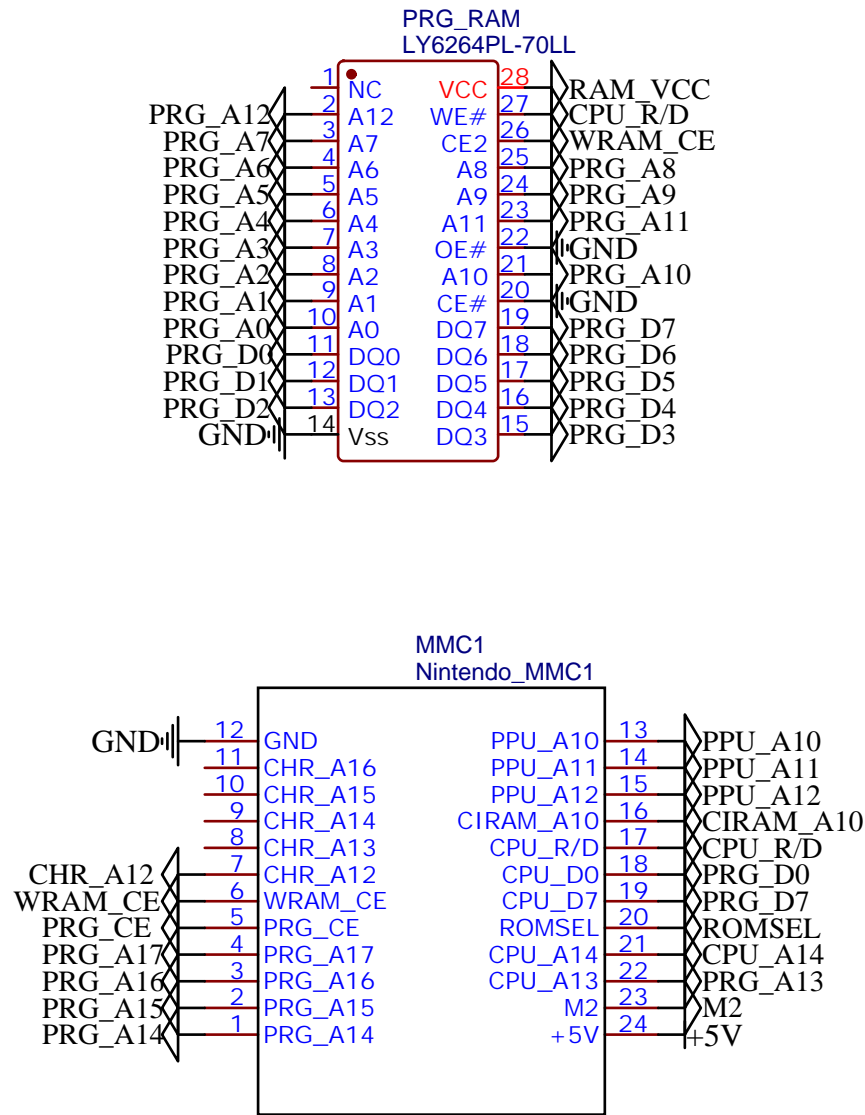 PRG_RAM
LY6264PL-70LL
1 NC VCC 28 RAM_VCC
PRG_A12 2 A12 WE# 27 CPU_R/D
PRG_A7 3 A7 CE2 26 WRAM_CE
PRG_A6 4 A6 A8 25 PRG_A8
PRG_A5 5 A5 A9 24 PRG_A9
PRG_A4 6 A4 A11 23 PRG_A11
PRG_A3 7 A3 OE# 22 GND
PRG_A2 8 A2 A10 21 PRG_A10
PRG_A1 9 A1 CE# 20 GND
PRG_A0 10 A0 DQ7 19 PRG_D7
PRG_D0 11 DQ0 DQ6 18 PRG_D6
PRG_D1 12 DQ1 DQ5 17 PRG_D5
PRG_D2 13 DQ2 DQ4 16 PRG_D4
GND 14 Vss DQ3 15 PRG_D3
MMC1
Nintendo_MMC1
GND 12 GND PPU_A10 13 PPU_A10
11 CHR_A16 PPU_A11 14 PPU_A11
10 CHR_A15 PPU_A12 15 PPU_A12
9 CHR_A14 CIRAM_A10 16 CIRAM_A10
8 CHR_A13 CPU_R/D 17 CPU_R/D
CHR_A12 7 CHR_A12 CPU_D0 18 PRG_D0
WRAM_CE 6 WRAM_CE CPU_D7 19 PRG_D7
PRG_CE 5 PRG_CE ROMSEL 20 ROMSEL
PRG_A17 4 PRG_A17 CPU_A14 21 CPU_A14
PRG_A16 3 PRG_A16 CPU_A13 22 PRG_A13
PRG_A15 2 PRG_A15 M2 23 M2
PRG_A14 1 PRG_A14 +5V 24 +5V